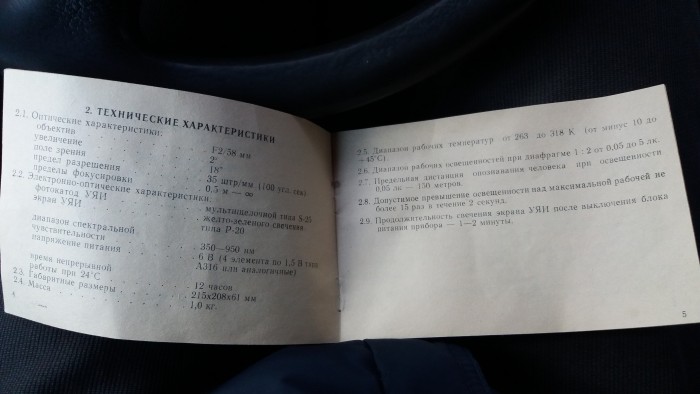 2. ТЕХНИЧЕСКИЕ ХАРАКТЕРИСТИКИ
2.1. Оптические характеристики:
объектив . . . F2/58 мм
увеличение . . . 2ˣ
поле зрения . . . 18°
предел разрешения . . . 35 штр/мм (100 усл. ед.)
пределы фокусировки . . . 0,5 м — ∞
2.2. Электронно-оптические характеристики:
фотокатод УЯИ . . . мультищелочной типа S-25
экран УЯИ . . . желто-зеленого свечения
типа Р-20
диапазон спектральной
чувствительности . . . 350—950 нм
напряжение питания . . . 6 В (4 элемента по 1,5 В типа
А316 или аналогичные)
время непрерывной
работы при 24°С . . . 12 часов
2.3. Габаритные размеры . . . 215х208х61 мм
2.4. Масса . . . 1,0 кг.
2.5. Диапазон рабочих температур от 263 до 318 К (от минус 10 до
+45°С).
2.6. Диапазон рабочих освещенностей при диафрагме 1 : 2 от 0,05 до 5 лк.
2.7. Предельная дистанция опознавания человека при освещенности
0,05 лк — 150 метров.
2.8. Допустимое превышение освещенности над максимальной рабочей не
более 15 раз в течение 2 секунд.
2.9. Продолжительность свечения экрана УЯИ после выключения блока
питания прибора — 1—2 минуты.
5